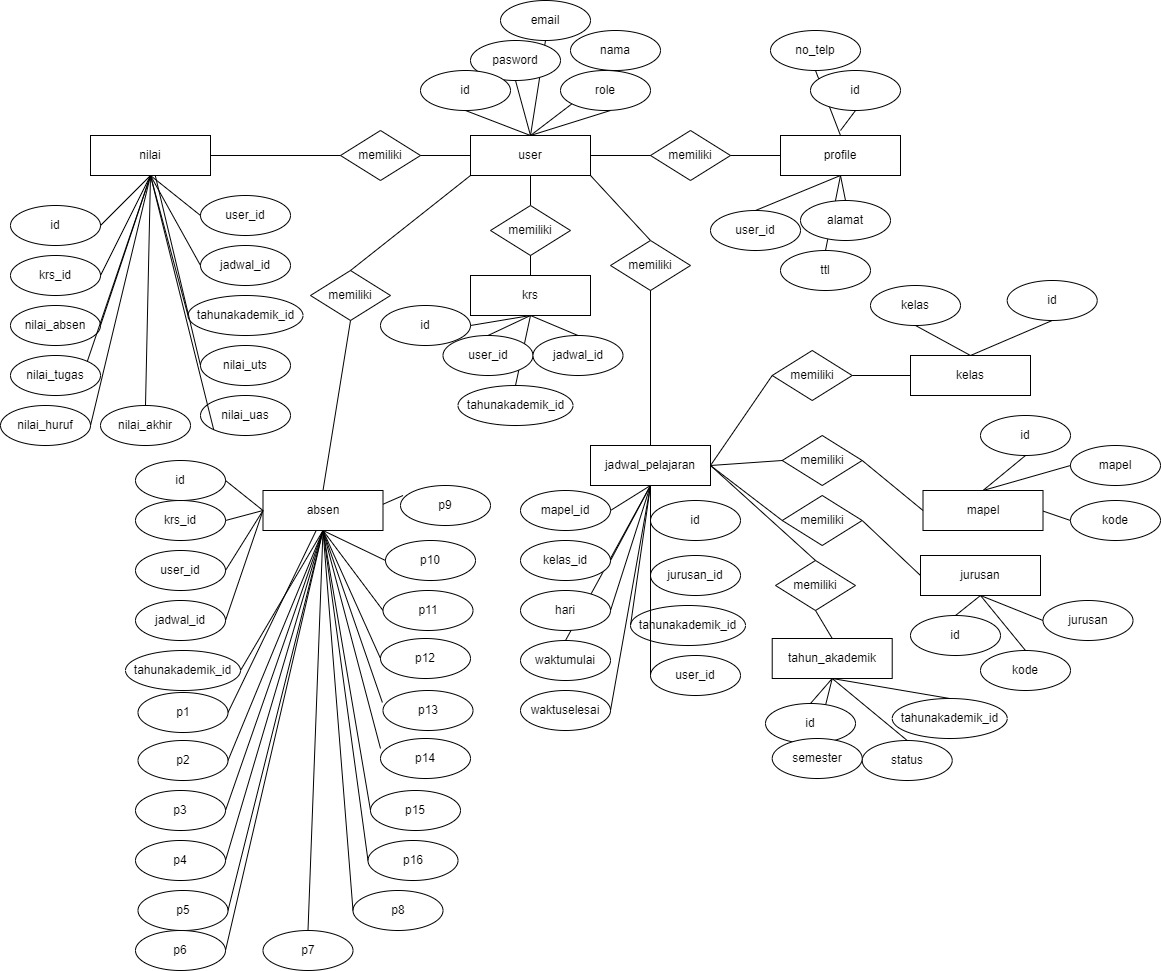 email
pasword
nama
id
role
no_telp
id
nilai
memiliki
user
memiliki
profile
id
user_id
krs_id
jadwal_id
nilai_absen
tahunakademik_id
nilai_tugas
nilai_uts
nilai_huruf
nilai_akhir
nilai_uas
memiliki
memiliki
memiliki
user_id
alamat
ttl
krs
id
user_id
jadwal_id
tahunakademik_id
kelas
id
memiliki
kelas
jadwal_pelajaran
memiliki
id
mapel
mapel
kode
memiliki
jurusan
id
jurusan
kode
memiliki
tahun_akademik
id
tahunakademik_id
semester
status
mapel_id
id
kelas_id
jurusan_id
hari
tahunakademik_id
waktumulai
user_id
waktuselesai
id
absen
p9
krs_id
p10
user_id
p11
jadwal_id
p12
tahunakademik_id
p13
p1
p14
p2
p15
p3
p16
p4
p8
p5
p6
p7